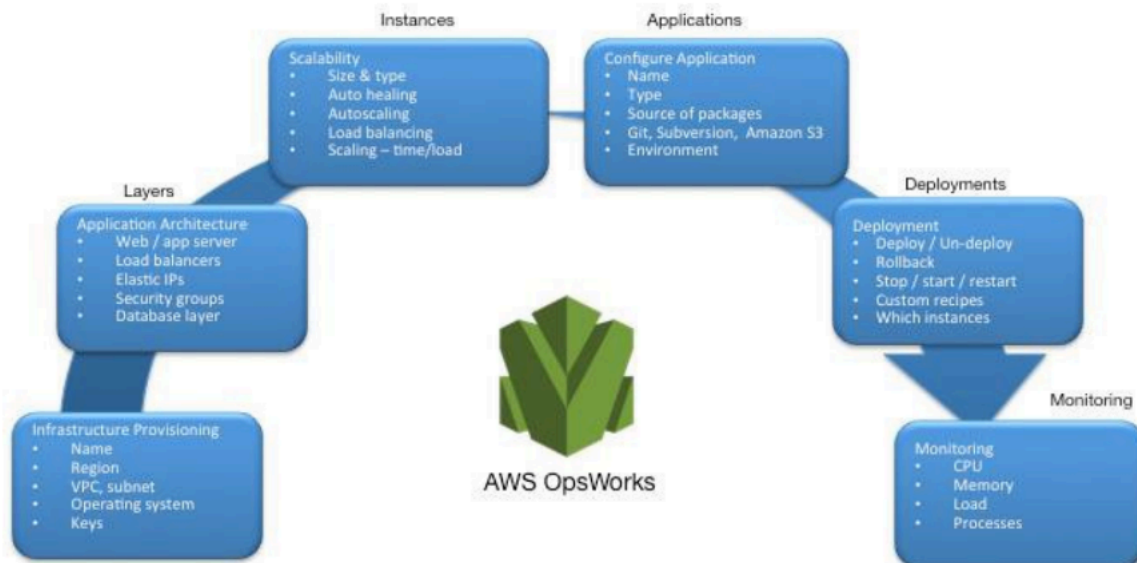 Instances
Scalability
• Size & type
• Auto healing
• Autoscaling
• Load balancing
• Scaling – time/load
Applications
Configure Application
• Name
• Type
• Source of packages
• Git, Subversion, Amazon S3
• Environment
Layers
Application Architecture
• Web / app server
• Load balancers
• Elastic IPs
• Security groups
• Database layer
Deployments
Deployment
• Deploy / Un-deploy
• Rollback
• Stop / start / restart
• Custom recipes
• Which instances
Infrastructure Provisioning
• Name
• Region
• VPC, subnet
• Operating system
• Keys
AWS OpsWorks
Monitoring
Monitoring
• CPU
• Memory
• Load
• Processes